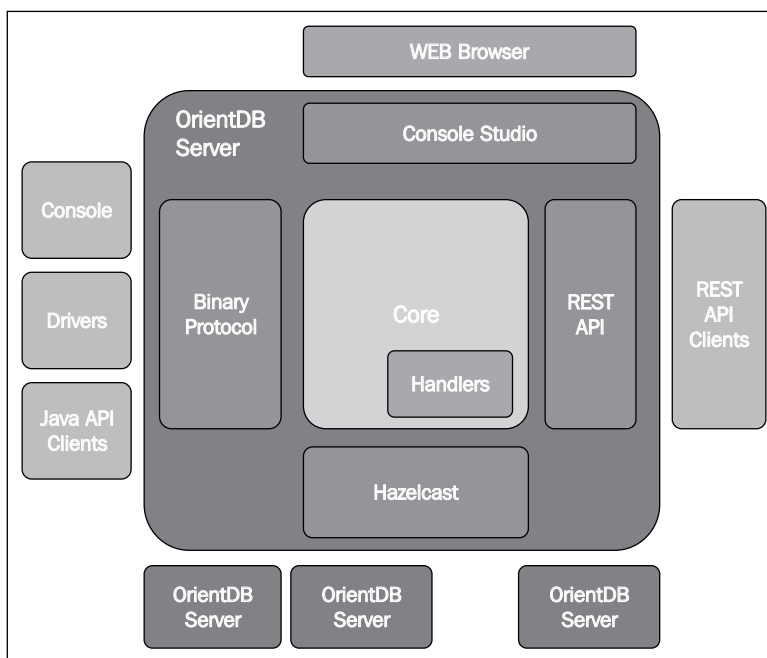 WEB Browser
OrientDB
Server
Console Studio
Console
Drivers
Java API
Clients
Binary
Protocol
Core
Handlers
REST
API
REST
API
Clients
Hazelcast
OrientDB
Server
OrientDB
Server
OrientDB
Server